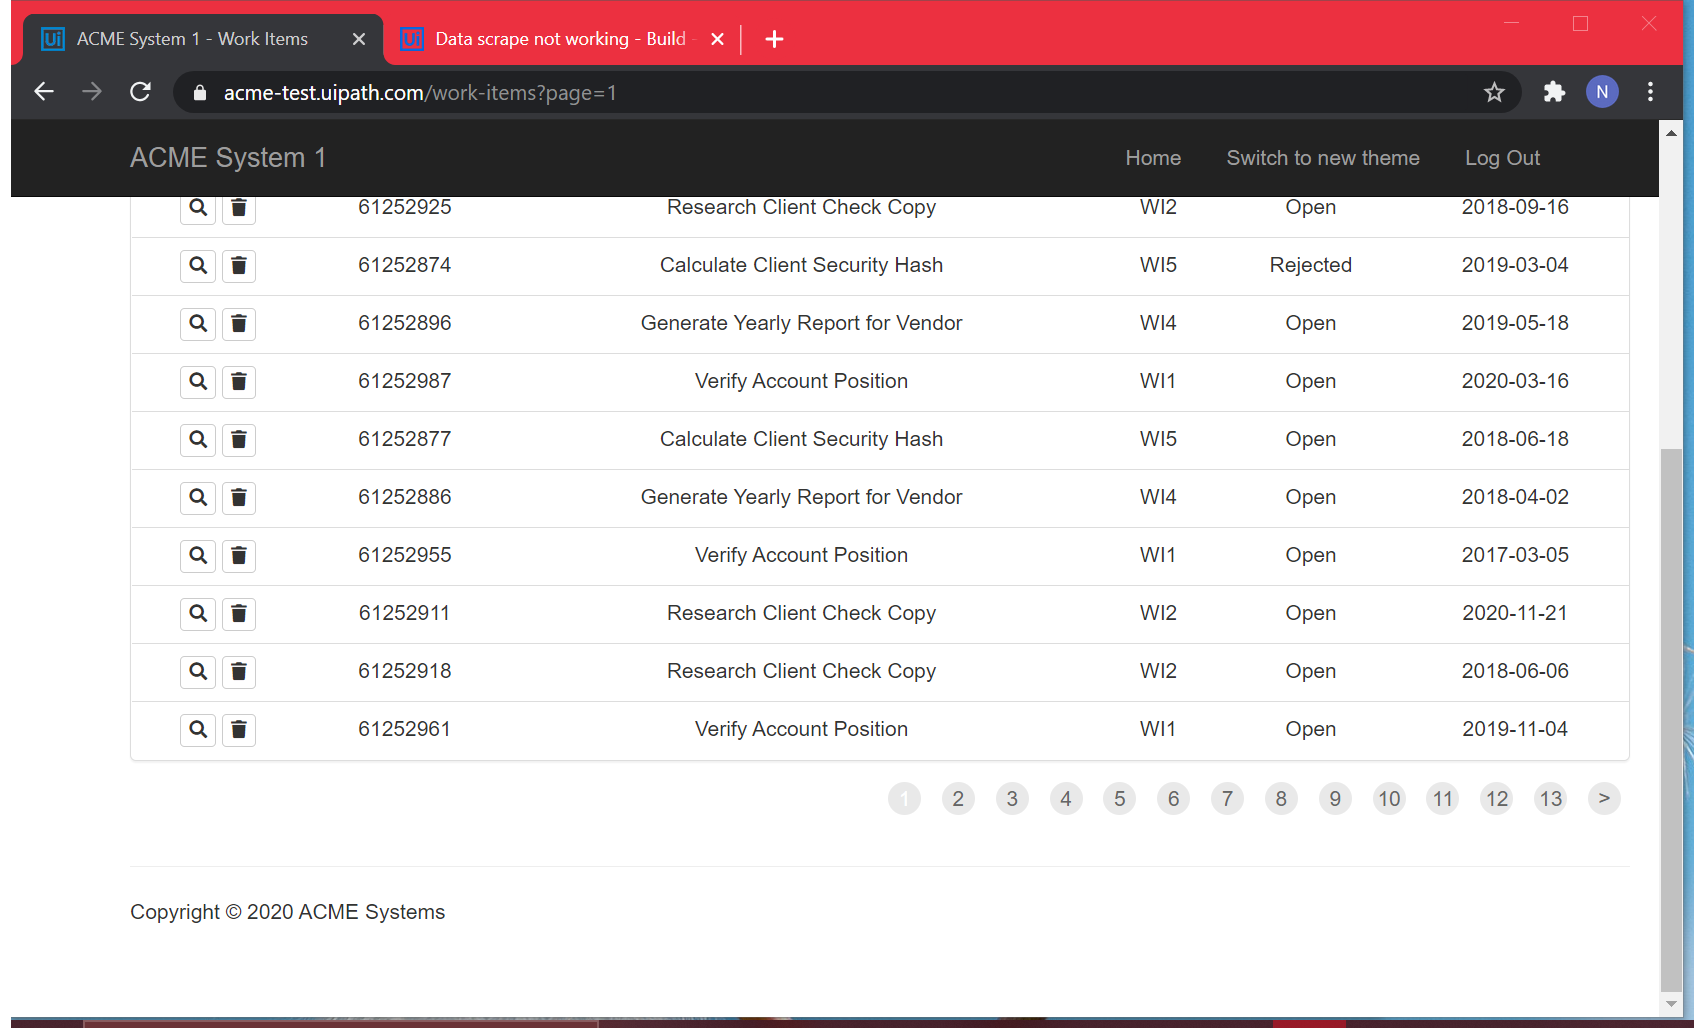 Ui ACME System 1 - Work Items × Ui Data scrape not working - Build - × +
acme-test.uipath.com/work-items?page=1 N
ACME System 1 Home Switch to new theme Log Out
61252925 Research Client Check Copy WI2 Open 2018-09-16
61252874 Calculate Client Security Hash WI5 Rejected 2019-03-04
61252896 Generate Yearly Report for Vendor WI4 Open 2019-05-18
61252987 Verify Account Position WI1 Open 2020-03-16
61252877 Calculate Client Security Hash WI5 Open 2018-06-18
61252886 Generate Yearly Report for Vendor WI4 Open 2018-04-02
61252955 Verify Account Position WI1 Open 2017-03-05
61252911 Research Client Check Copy WI2 Open 2020-11-21
61252918 Research Client Check Copy WI2 Open 2018-06-06
61252961 Verify Account Position WI1 Open 2019-11-04
1 2 3 4 5 6 7 8 9 10 11 12 13 >
Copyright © 2020 ACME Systems